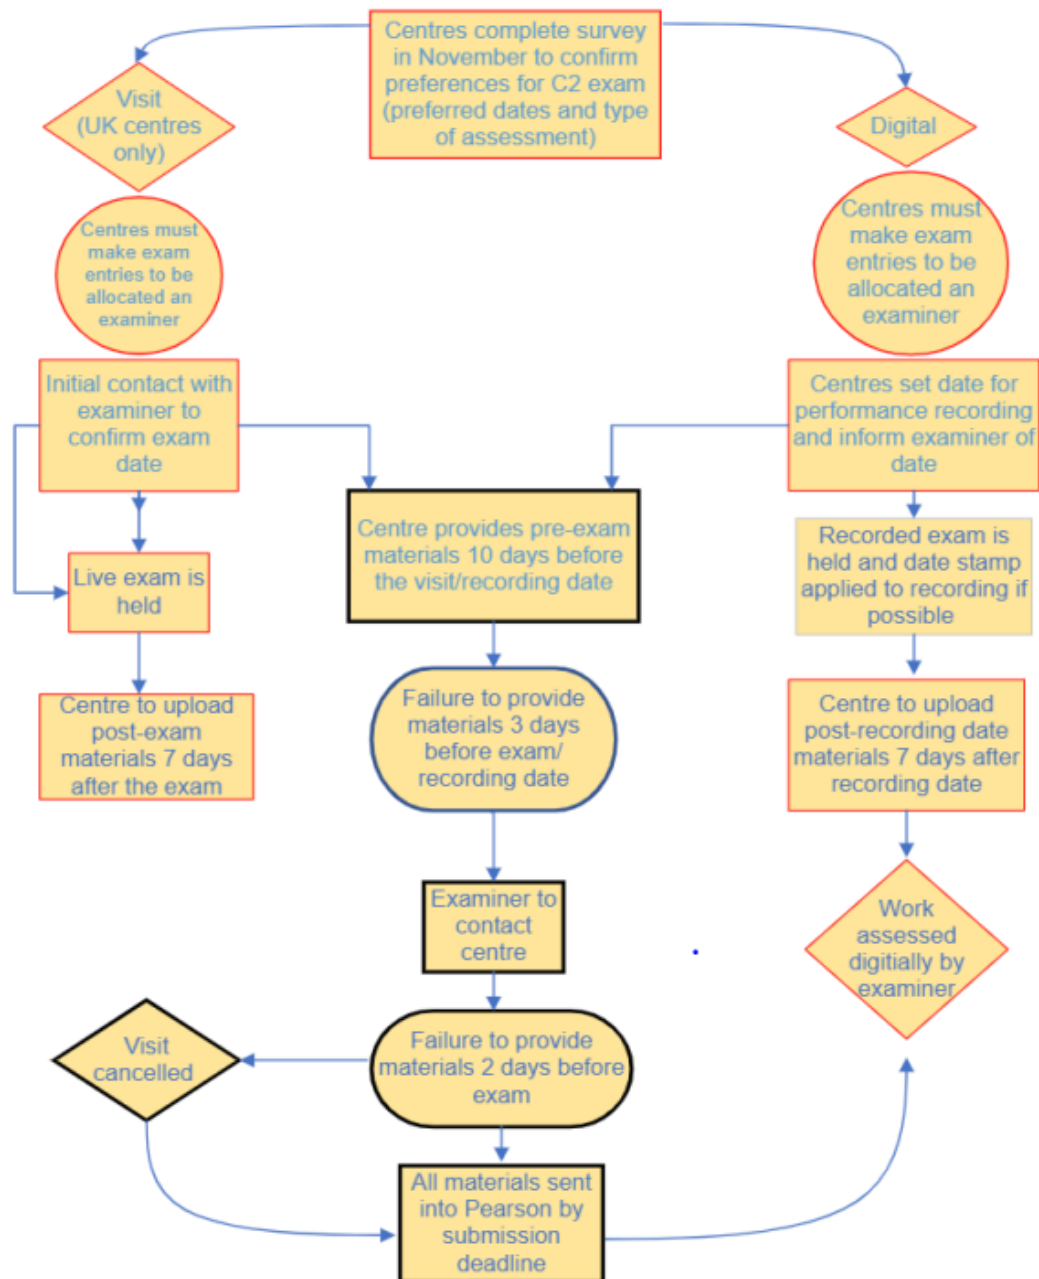 Centres complete survey
in November to confirm
preferences for C2 exam
(preferred dates and type
of assessment)
Visit
(UK centres
only)
Digital
Centres must
make exam
entries to be
allocated an
examiner
Centres must
make exam
entries to be
allocated an
examiner
Initial contact with
examiner to
confirm exam
date
Centres set date for
performance recording
and inform examiner of
date
Centre provides pre-exam
materials 10 days before
the visit/recording date
Recorded exam is
held and date stamp
applied to recording if
possible
Live exam is
held
Centre to upload
post-exam
materials 7 days
after the exam
Failure to provide
materials 3 days
before exam/
recording date
Centre to upload
post-recording date
materials 7 days after
recording date
Examiner to
contact
centre
Work
assessed
digitially by
examiner
Failure to provide
materials 2 days before
exam
Visit
cancelled
All materials sent
into Pearson by
submission
deadline